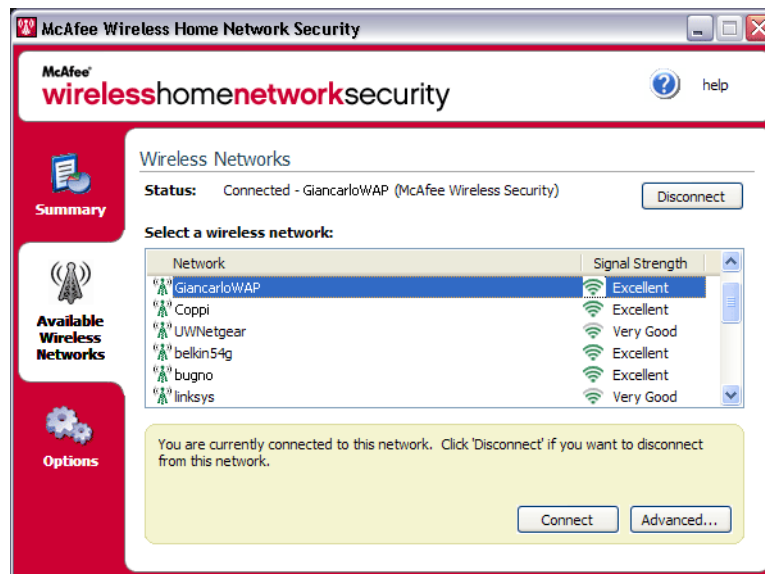 McAfee Wireless Home Network Security
McAfee
wirelesshomenetworksecurity
help
Summary
Available
Wireless
Networks
Options
Wireless Networks
Status: Connected - GiancarloWAP (McAfee Wireless Security)
Disconnect
Select a wireless network:
Network Signal Strength
GiancarloWAP Excellent
Coppi Excellent
UWNetgear Very Good
belkin54g Excellent
bugno Excellent
linksys Very Good
You are currently connected to this network. Click 'Disconnect' if you want to disconnect
from this network.
Connect Advanced...